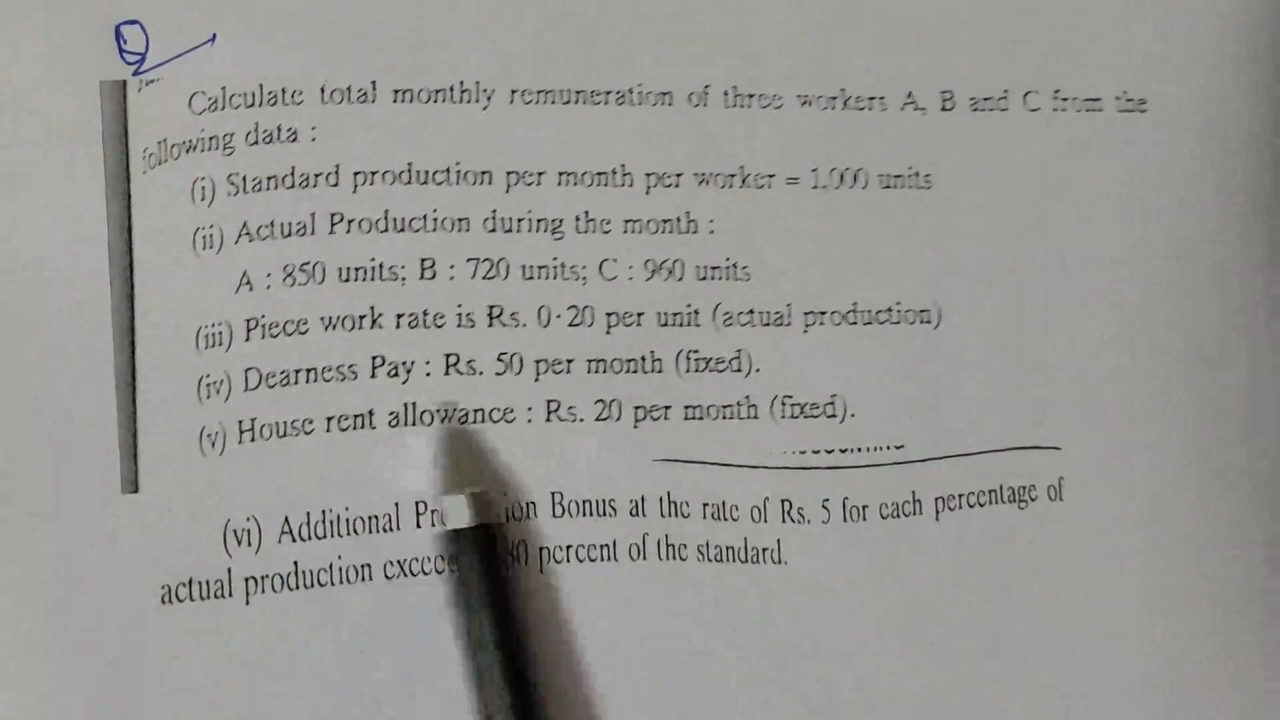 Calculate total monthly remuneration of three workers A, B and C from the
following data :
(i) Standard production per month per worker = 1,000 units
(ii) Actual Production during the month :
A : 850 units; B : 720 units; C : 960 units
(iii) Piece work rate is Rs. 0·20 per unit (actual production)
(iv) Dearness Pay : Rs. 50 per month (fixed).
(v) House rent allowance : Rs. 20 per month (fixed).
(vi) Additional Bonus at the rate of Rs. 5 for each percentage of
actual production percent of the standard.